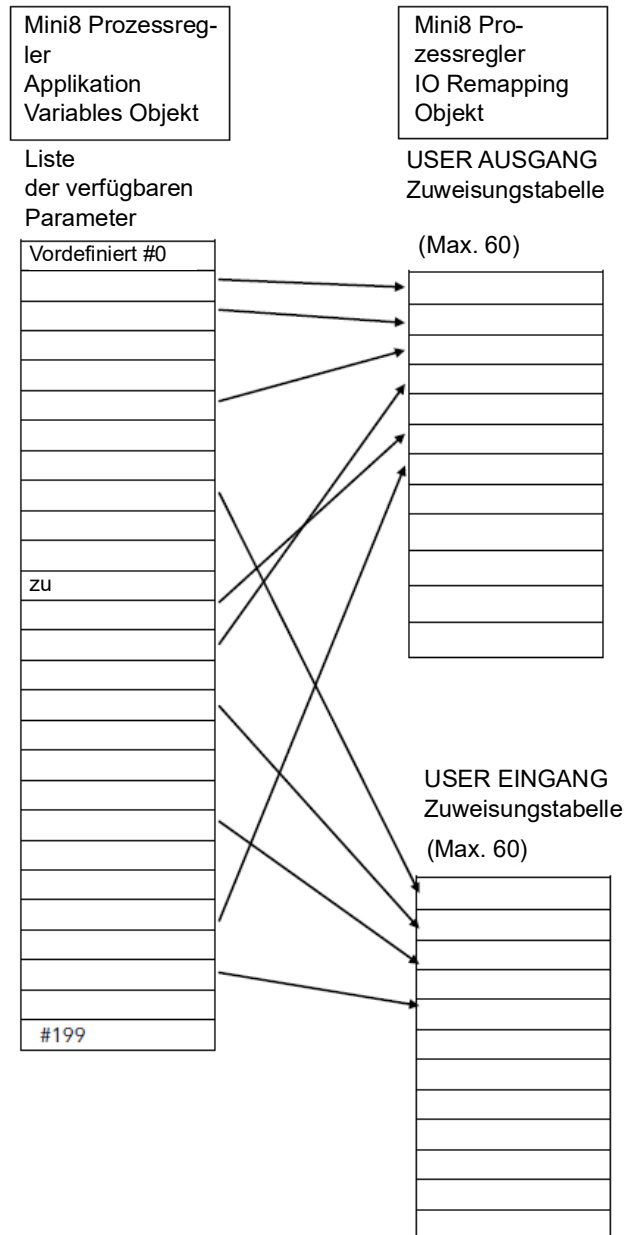 Mini8 Prozessreg-
ler
Applikation
Variables Objekt
Liste
der verfügbaren
Parameter
Vordefiniert #0
zu
#199
Mini8 Pro-
zessregler
IO Remapping
Objekt
USER AUSGANG
Zuweisungstabelle
(Max. 60)
USER EINGANG
Zuweisungstabelle
(Max. 60)